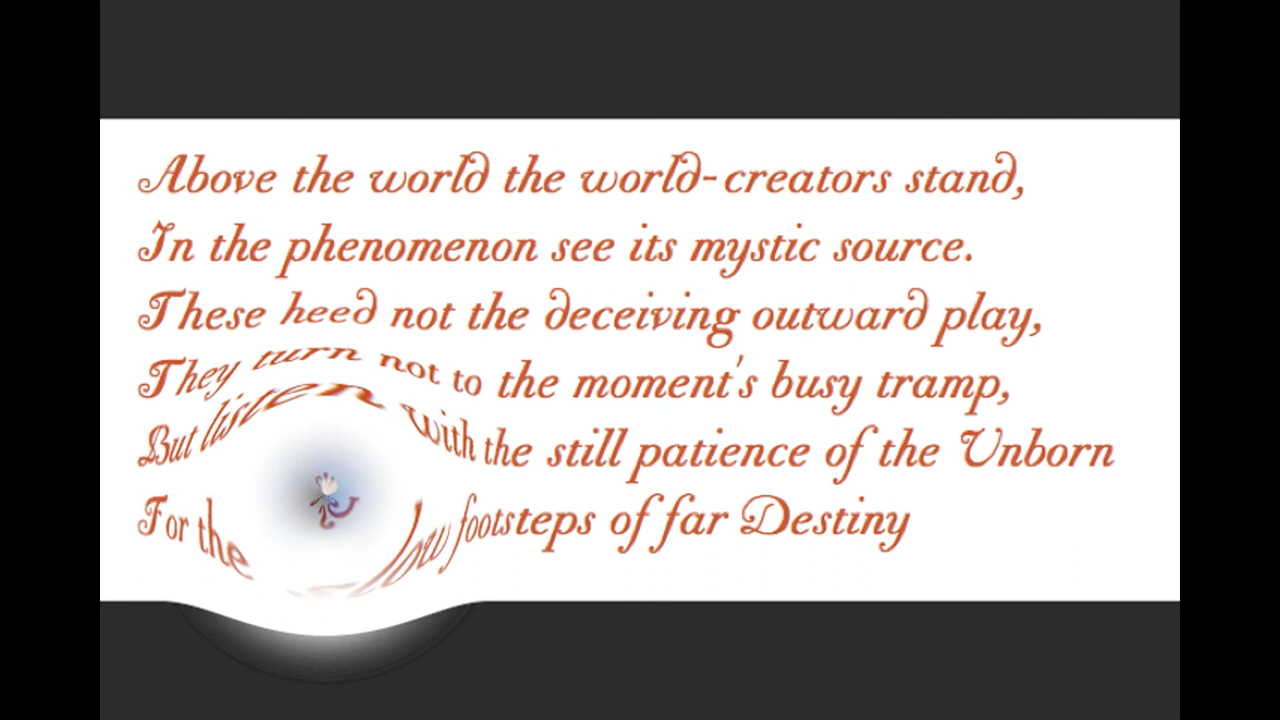 Above the world the world-creators stand,
In the phenomenon see its mystic source.
These heed not the deceiving outward play,
They turn not to the moment's busy tramp,
But listen with the still patience of the Unborn
For the low footsteps of far Destiny